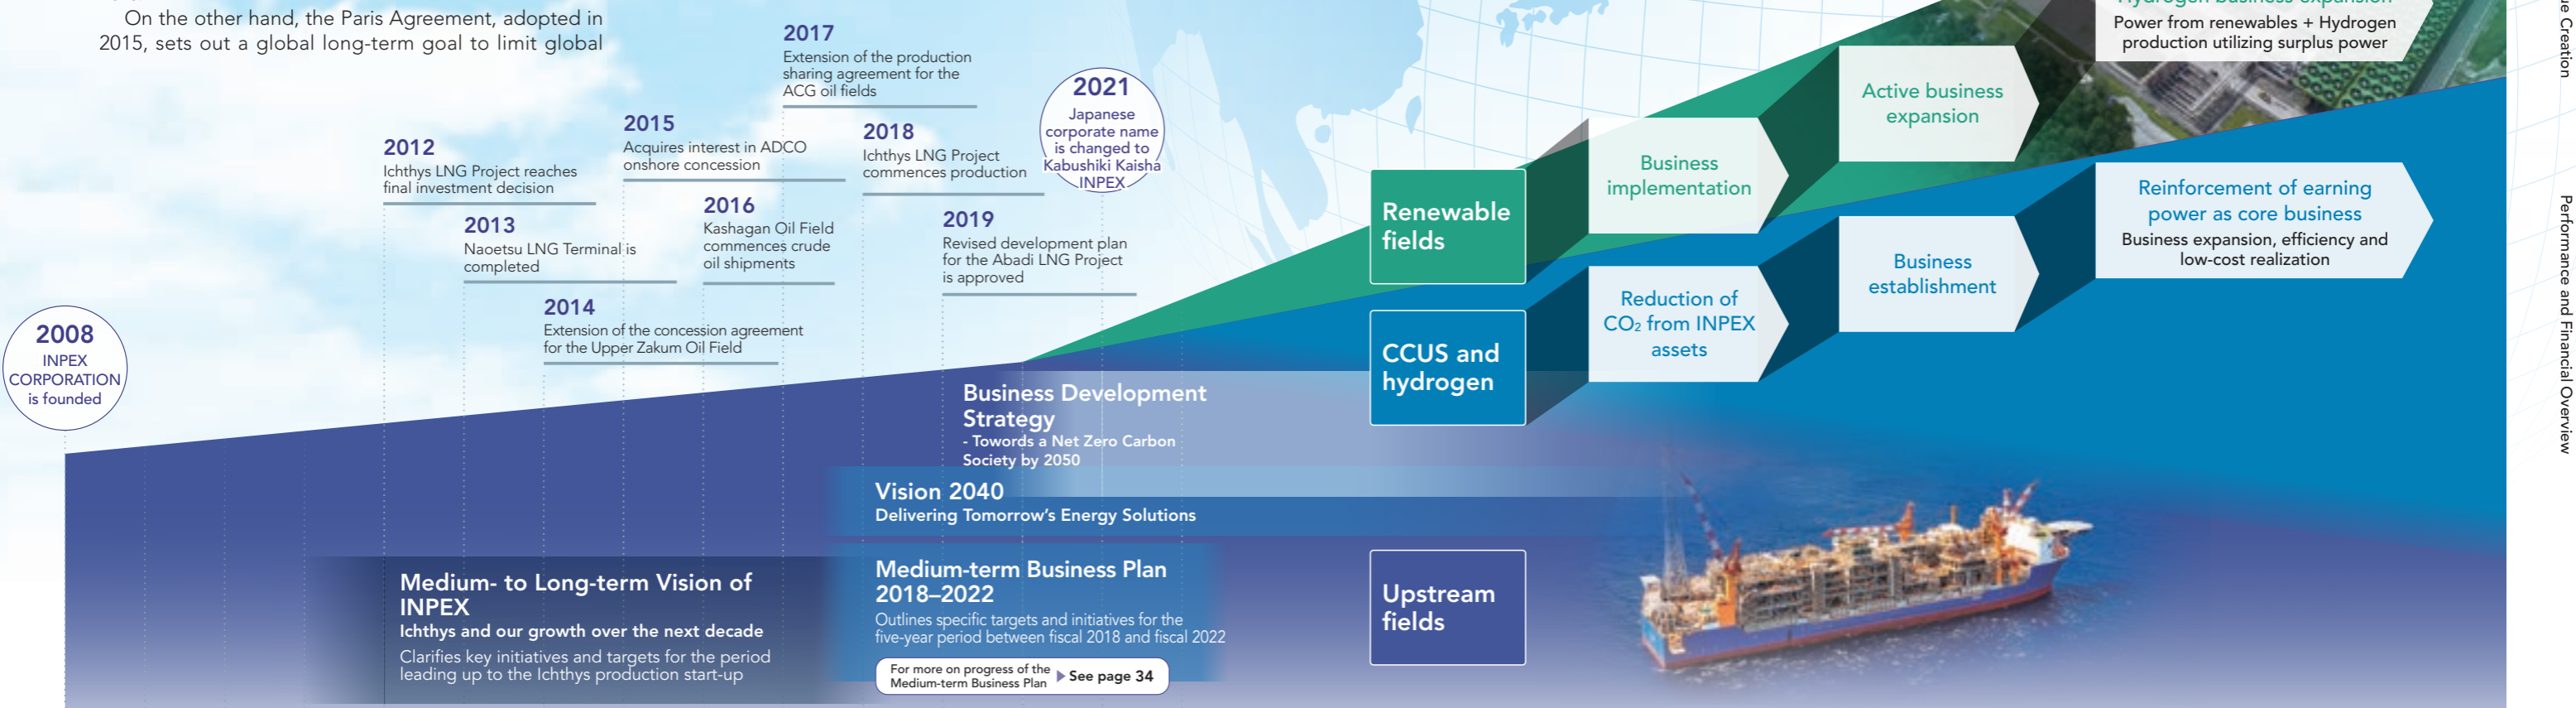 On the other hand, the Paris Agreement, adopted in
2015, sets out a global long-term goal to limit global
2008
INPEX
CORPORATION
is founded
2012
Ichthys LNG Project reaches
final investment decision
2013
Naoetsu LNG Terminal is
completed
2014
Extension of the concession agreement
for the Upper Zakum Oil Field
2015
Acquires interest in ADCO
onshore concession
2016
Kashagan Oil Field
commences crude
oil shipments
2017
Extension of the production
sharing agreement for the
ACG oil fields
2018
Ichthys LNG Project
commences production
2019
Revised development plan
for the Abadi LNG Project
is approved
2021
Japanese
corporate name
is changed to
Kabushiki Kaisha
INPEX
Renewable
fields
Business
implementation
Active business
expansion
Hydrogen business expansion
Power from renewables + Hydrogen
production utilizing surplus power
CCUS and
hydrogen
Reduction of
CO₂ from INPEX
assets
Business
establishment
Reinforcement of earning
power as core business
Business expansion, efficiency and
low-cost realization
Business Development
Strategy
- Towards a Net Zero Carbon
Society by 2050
Vision 2040
Delivering Tomorrow's Energy Solutions
Medium- to Long-term Vision of
INPEX
Ichthys and our growth over the next decade
Clarifies key initiatives and targets for the period
leading up to the Ichthys production start-up
Medium-term Business Plan
2018–2022
Outlines specific targets and initiatives for the
five-year period between fiscal 2018 and fiscal 2022
For more on progress of the
Medium-term Business Plan
See page 34
Upstream
fields
Creation
Performance and Financial Overview